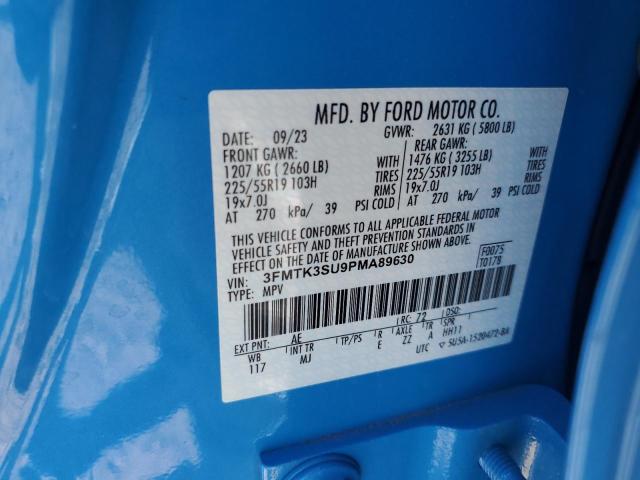 MFD. BY FORD MOTOR CO.
DATE: 09/23 GVWR: 2631 KG (5800 LB)
FRONT GAWR: REAR GAWR:
1207 KG (2660 LB) WITH 1476 KG (3255 LB) WITH
225/55R19 103H TIRES 225/55R19 103H TIRES
19x7.0J RIMS 19x7.0J RIMS
AT 270 kPa/ 39 PSI COLD AT 270 kPa/ 39 PSI COLD
THIS VEHICLE CONFORMS TO ALL APPLICABLE FEDERAL MOTOR
VEHICLE SAFETY AND THEFT PREVENTION STANDARDS IN
EFFECT ON THE DATE OF MANUFACTURE SHOWN ABOVE.
VIN: 3FMTK3SU9PMA89630 F0075
TYPE: MPV T0178
EXT PNT: AE RC: 72 DSO:
WB INT TR TP/PS R AXLE TR SPR
117 MJ E ZZ A HH11
UTC 5U5A-1520472-BA